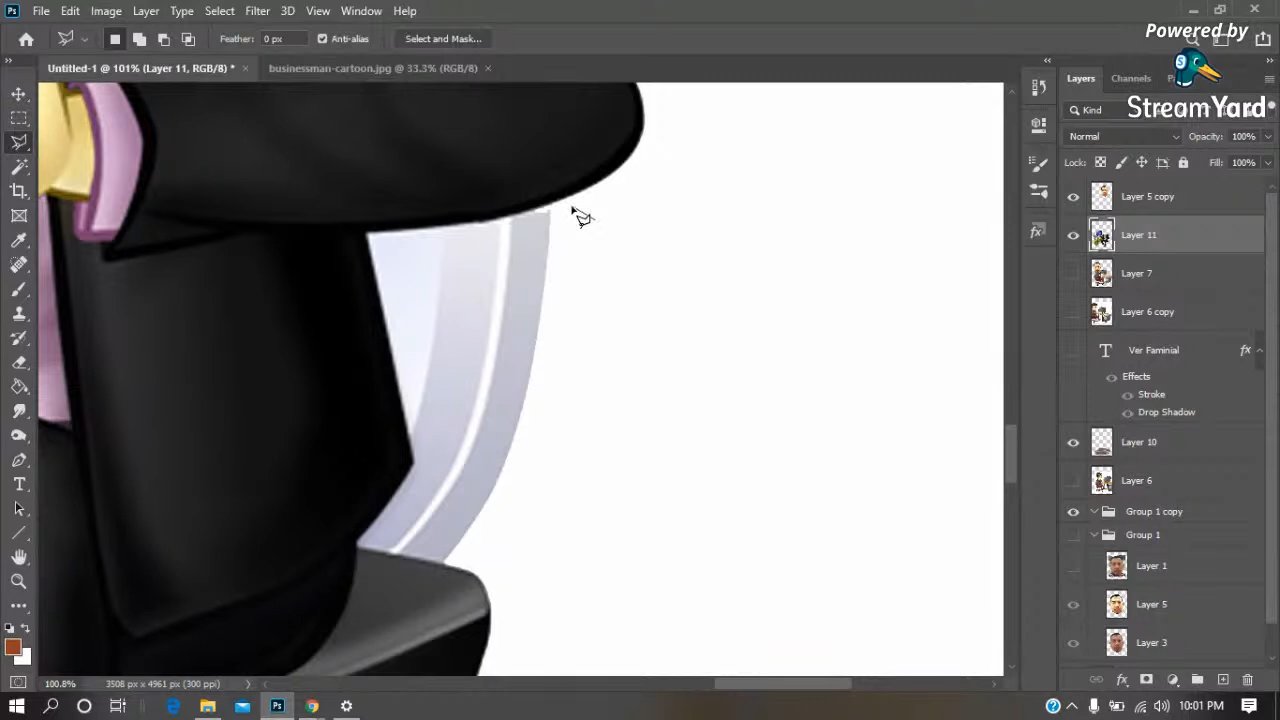 Ps File Edit Image Layer Type Select Filter 3D View Window Help
Powered by
StreamYard
Feather: 0 px Anti-alias Select and Mask...
Untitled-1 @ 101% (Layer 11, RGB/8) * × businessman-cartoon.jpg @ 33.3% (RGB/8) ×
Layers Channels
Kind
Normal Opacity: 100%
Lock: Fill: 100%
Layer 5 copy
Layer 11
Layer 7
Layer 6 copy
T Ver Faminial fx
Effects
Stroke
Drop Shadow
Layer 10
Layer 6
Group 1 copy
Group 1
Layer 1
Layer 5
Layer 3
100.8% 3508 px x 4961 px (300 ppi)
10:01 PM